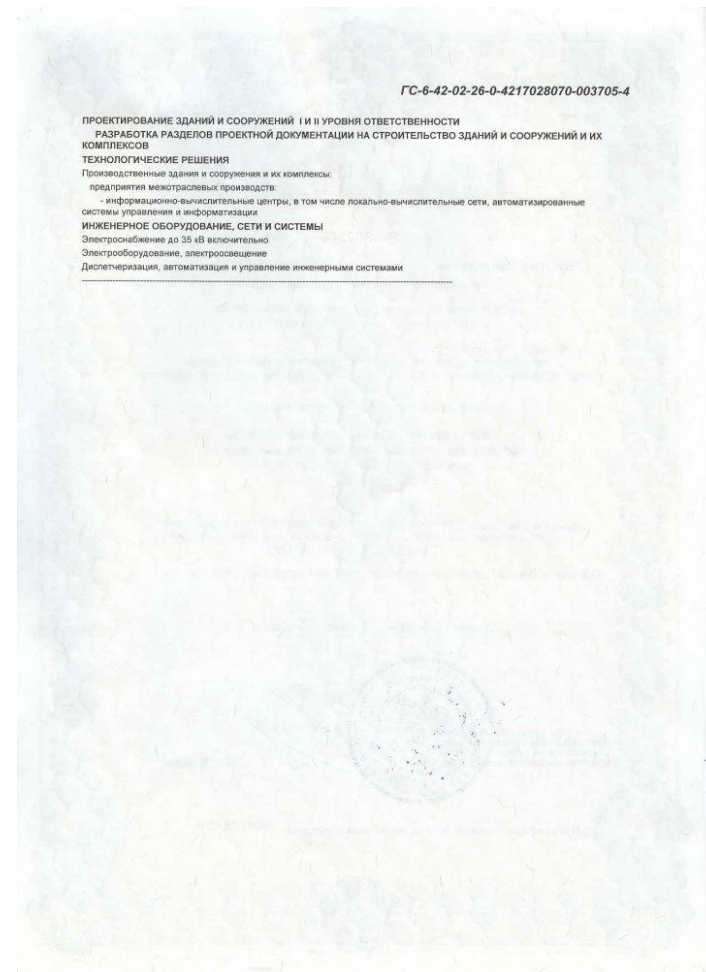 ГС-6-42-02-26-0-4217028070-003705-4
ПРОЕКТИРОВАНИЕ ЗДАНИЙ И СООРУЖЕНИЙ I И II УРОВНЯ ОТВЕТСТВЕННОСТИ
РАЗРАБОТКА РАЗДЕЛОВ ПРОЕКТНОЙ ДОКУМЕНТАЦИИ НА СТРОИТЕЛЬСТВО ЗДАНИЙ И СООРУЖЕНИЙ И ИХ
КОМПЛЕКСОВ
ТЕХНОЛОГИЧЕСКИЕ РЕШЕНИЯ
Производственные здания и сооружения и их комплексы:
предприятия межотраслевых производств:
- информационно-вычислительные центры, в том числе локально-вычислительные сети, автоматизированные
системы управления и информатизации
ИНЖЕНЕРНОЕ ОБОРУДОВАНИЕ, СЕТИ И СИСТЕМЫ
Электроснабжение до 35 кВ включительно
Электрооборудование, электроосвещение
Диспетчеризация, автоматизация и управление инженерными системами